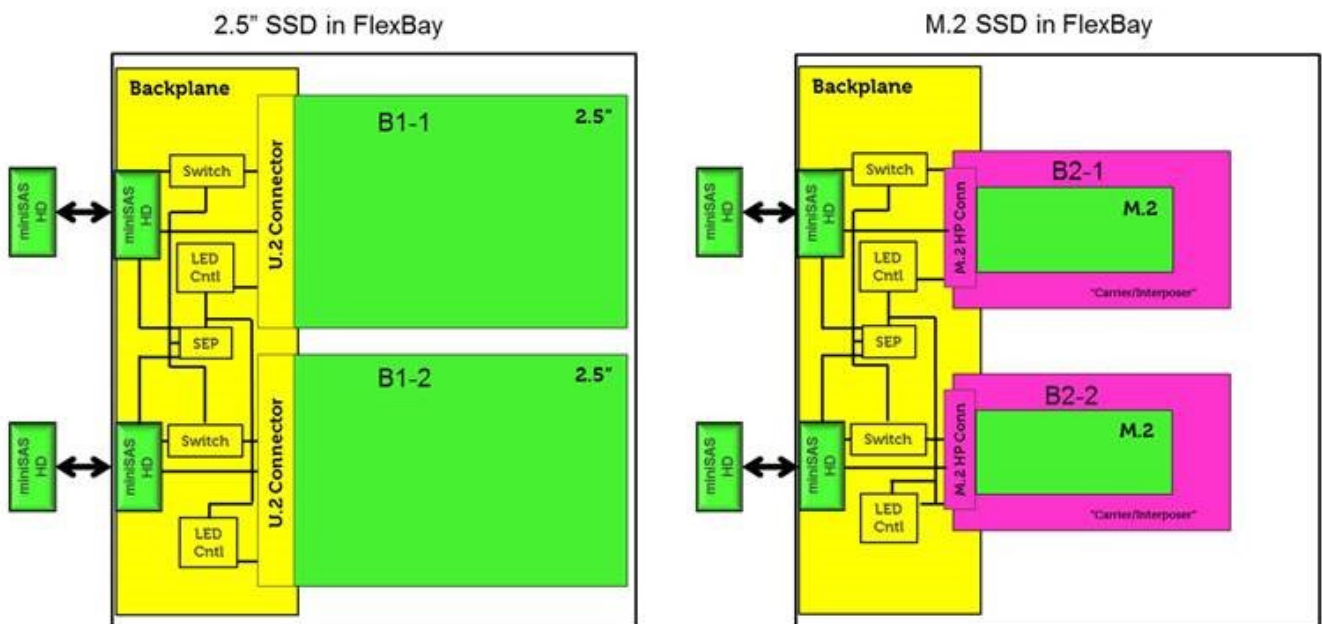 2.5” SSD in FlexBay
Backplane
B1-1
2.5”
U.2 Connector
Switch
miniSAS
HD
miniSAS
HD
LED
Cntl
SEP
B1-2
2.5”
U.2 Connector
Switch
miniSAS
HD
miniSAS
HD
LED
Cntl
M.2 SSD in FlexBay
Backplane
Switch
B2-1
M.2
M.2 HP Conn
miniSAS
HD
miniSAS
HD
LED
Cntl
"Carrier/Interposer"
SEP
B2-2
M.2
M.2 HP Conn
Switch
miniSAS
HD
miniSAS
HD
LED
Cntl
"Carrier/Interposer"